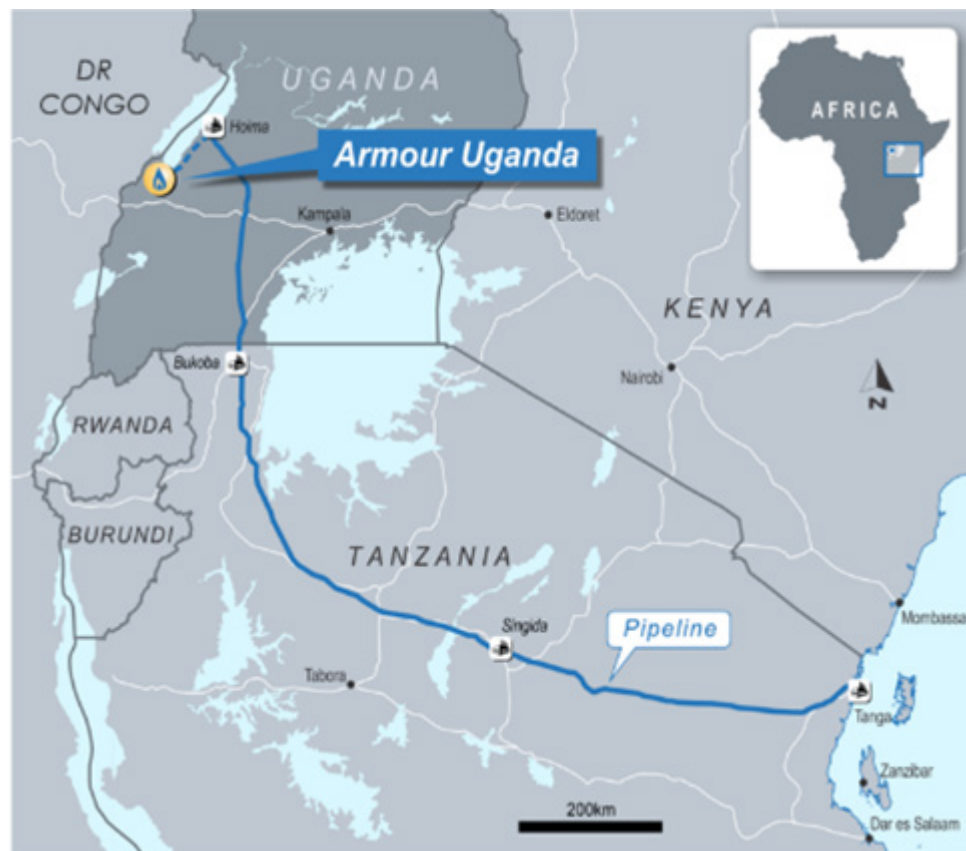 DR
CONGO
UGANDA
AFRICA
Hoima
Armour Uganda
Kampala
Eldoret
KENYA
Bukoba
Nairobi
N
RWANDA
BURUNDI
TANZANIA
Mombassa
Singida
Pipeline
Tabora
Tanga
Zanzibar
200km
Dar es Salaam